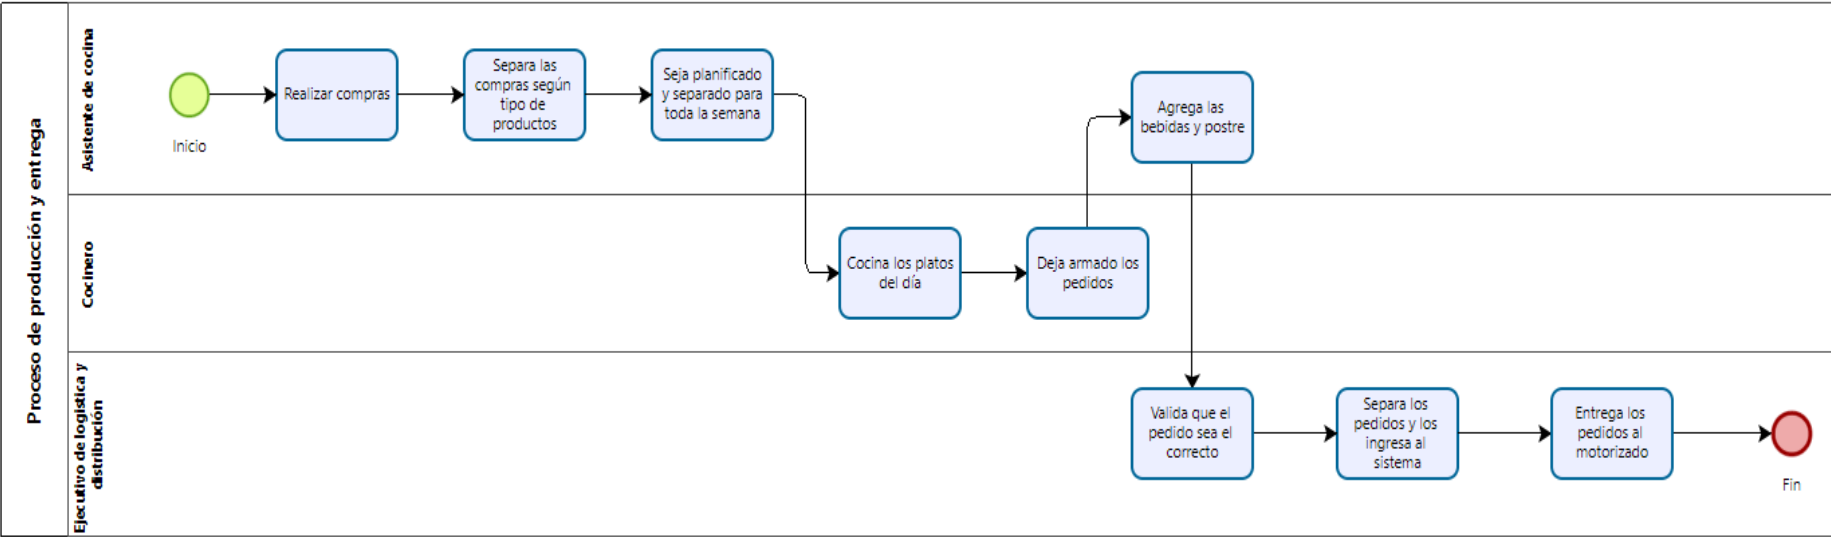 Proceso de producción y entrega
Asistente de cocina
Inicio
Realizar compras
Separa las
compras según
tipo de
productos
Seja planificado
y separado para
toda la semana
Agrega las
bebidas y postre
Cocinero
Cocina los platos
del día
Deja armado los
pedidos
Ejecutivo de logística y
distribución
Valida que el
pedido sea el
correcto
Separa los
pedidos y los
ingresa al
sistema
Entrega los
pedidos al
motorizado
Fin